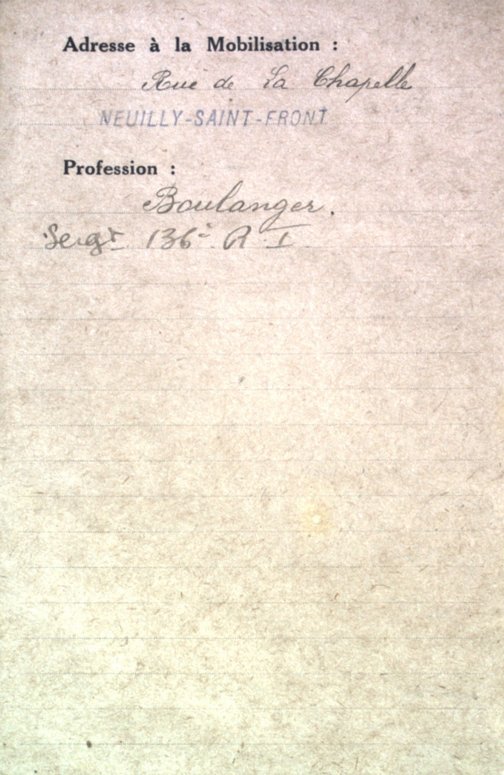 Adresse à la Mobilisation :
Rue de La Chapelle
NEUILLY-SAINT-FRONT
Profession :
Boulanger.
Sergt 136e R I